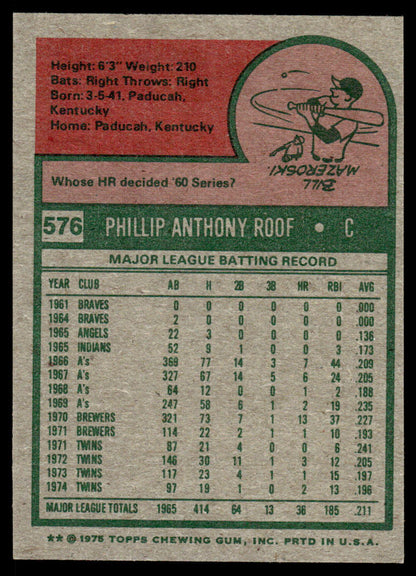 Height: 6'3" Weight: 210
Bats: Right Throws: Right
Born: 3-5-41, Paducah,
Kentucky
Home: Paducah, Kentucky
BILL
MAZEROSKI
Whose HR decided '60 Series?
576 PHILLIP ANTHONY ROOF • C
MAJOR LEAGUE BATTING RECORD
YEAR CLUB AB H 2B 3B HR RBI AVG
1961 BRAVES 0 0 0 0 0 0 .000
1964 BRAVES 2 0 0 0 0 0 .000
1965 ANGELS 22 3 0 0 0 0 .136
1965 INDIANS 52 9 1 0 0 3 .173
1966 A's 369 77 14 3 7 44 .209
1967 A's 327 67 14 5 6 24 .205
1968 A's 64 12 0 0 1 2 .188
1969 A's 247 58 6 1 2 19 .235
1970 BREWERS 321 73 7 1 13 37 .227
1971 BREWERS 114 22 2 1 1 10 .193
1971 TWINS 87 21 4 0 0 6 .241
1972 TWINS 146 30 11 1 3 12 .205
1973 TWINS 117 23 4 1 1 15 .197
1974 TWINS 97 19 1 0 2 13 .196
MAJOR LEAGUE TOTALS 1965 414 64 13 36 185 .211
★★ © 1975 TOPPS CHEWING GUM, INC. PRTD IN U.S.A.